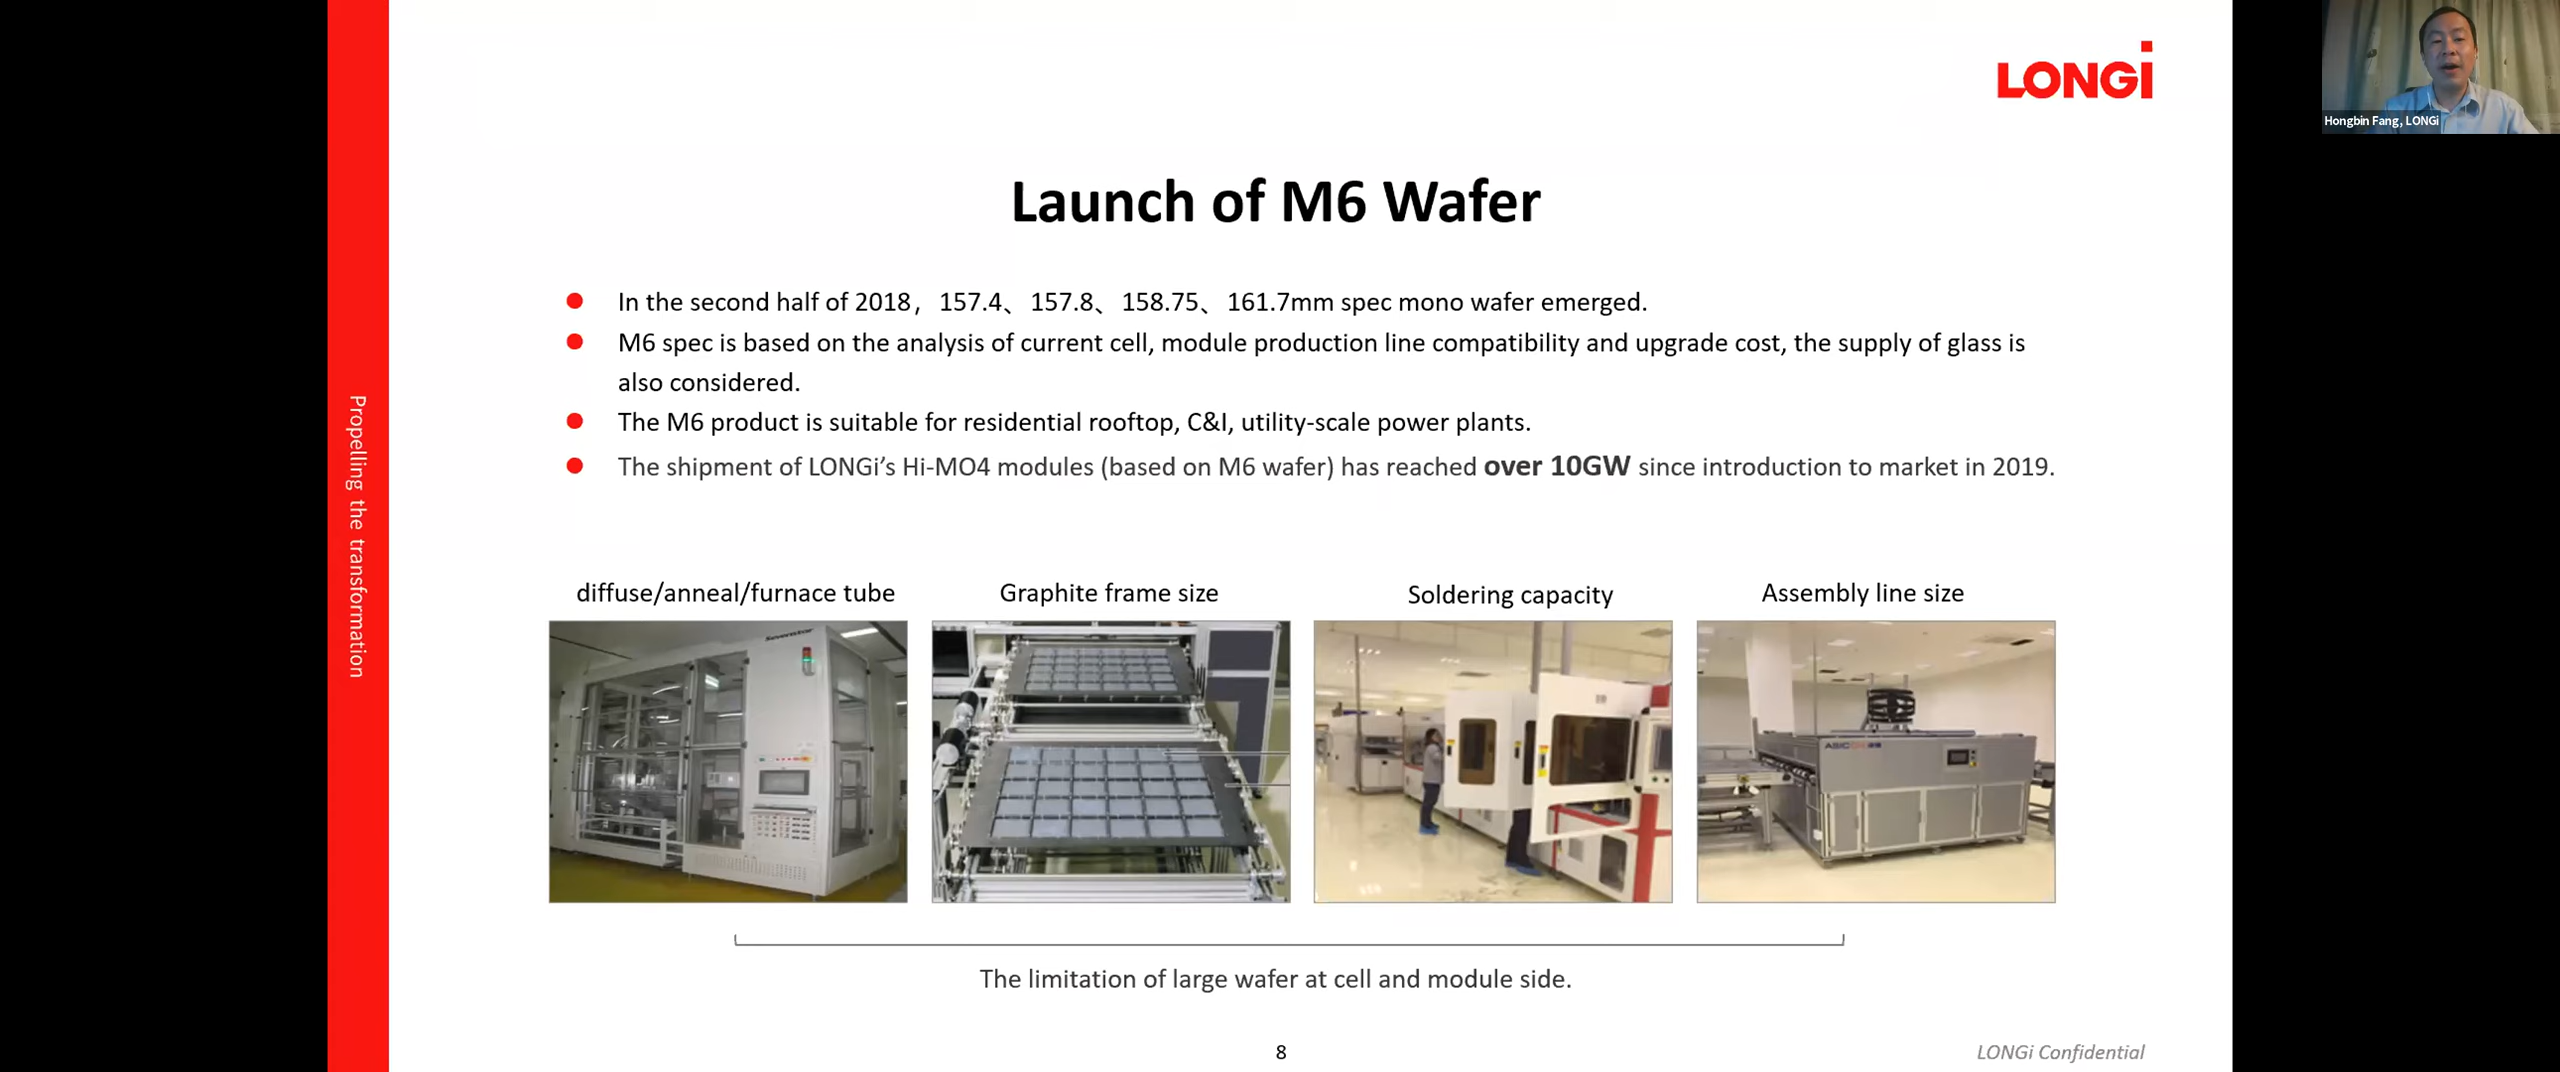 LONGi
Hongbin Fang, LONGi
Propelling the transformation
Launch of M6 Wafer
In the second half of 2018，157.4、157.8、158.75、161.7mm spec mono wafer emerged.
M6 spec is based on the analysis of current cell, module production line compatibility and upgrade cost, the supply of glass is
also considered.
The M6 product is suitable for residential rooftop, C&I, utility-scale power plants.
The shipment of LONGi’s Hi-MO4 modules (based on M6 wafer) has reached over 10GW since introduction to market in 2019.
diffuse/anneal/furnace tube
Graphite frame size
Soldering capacity
Assembly line size
The limitation of large wafer at cell and module side.
8
LONGi Confidential